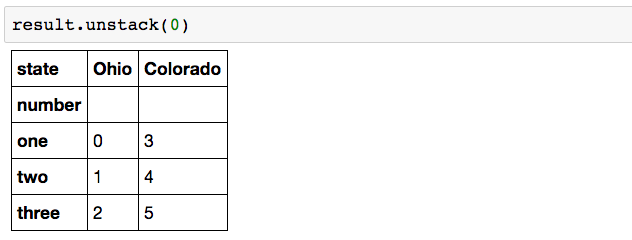 result.unstack(0)
state Ohio Colorado
number
one 0 3
two 1 4
three 2 5